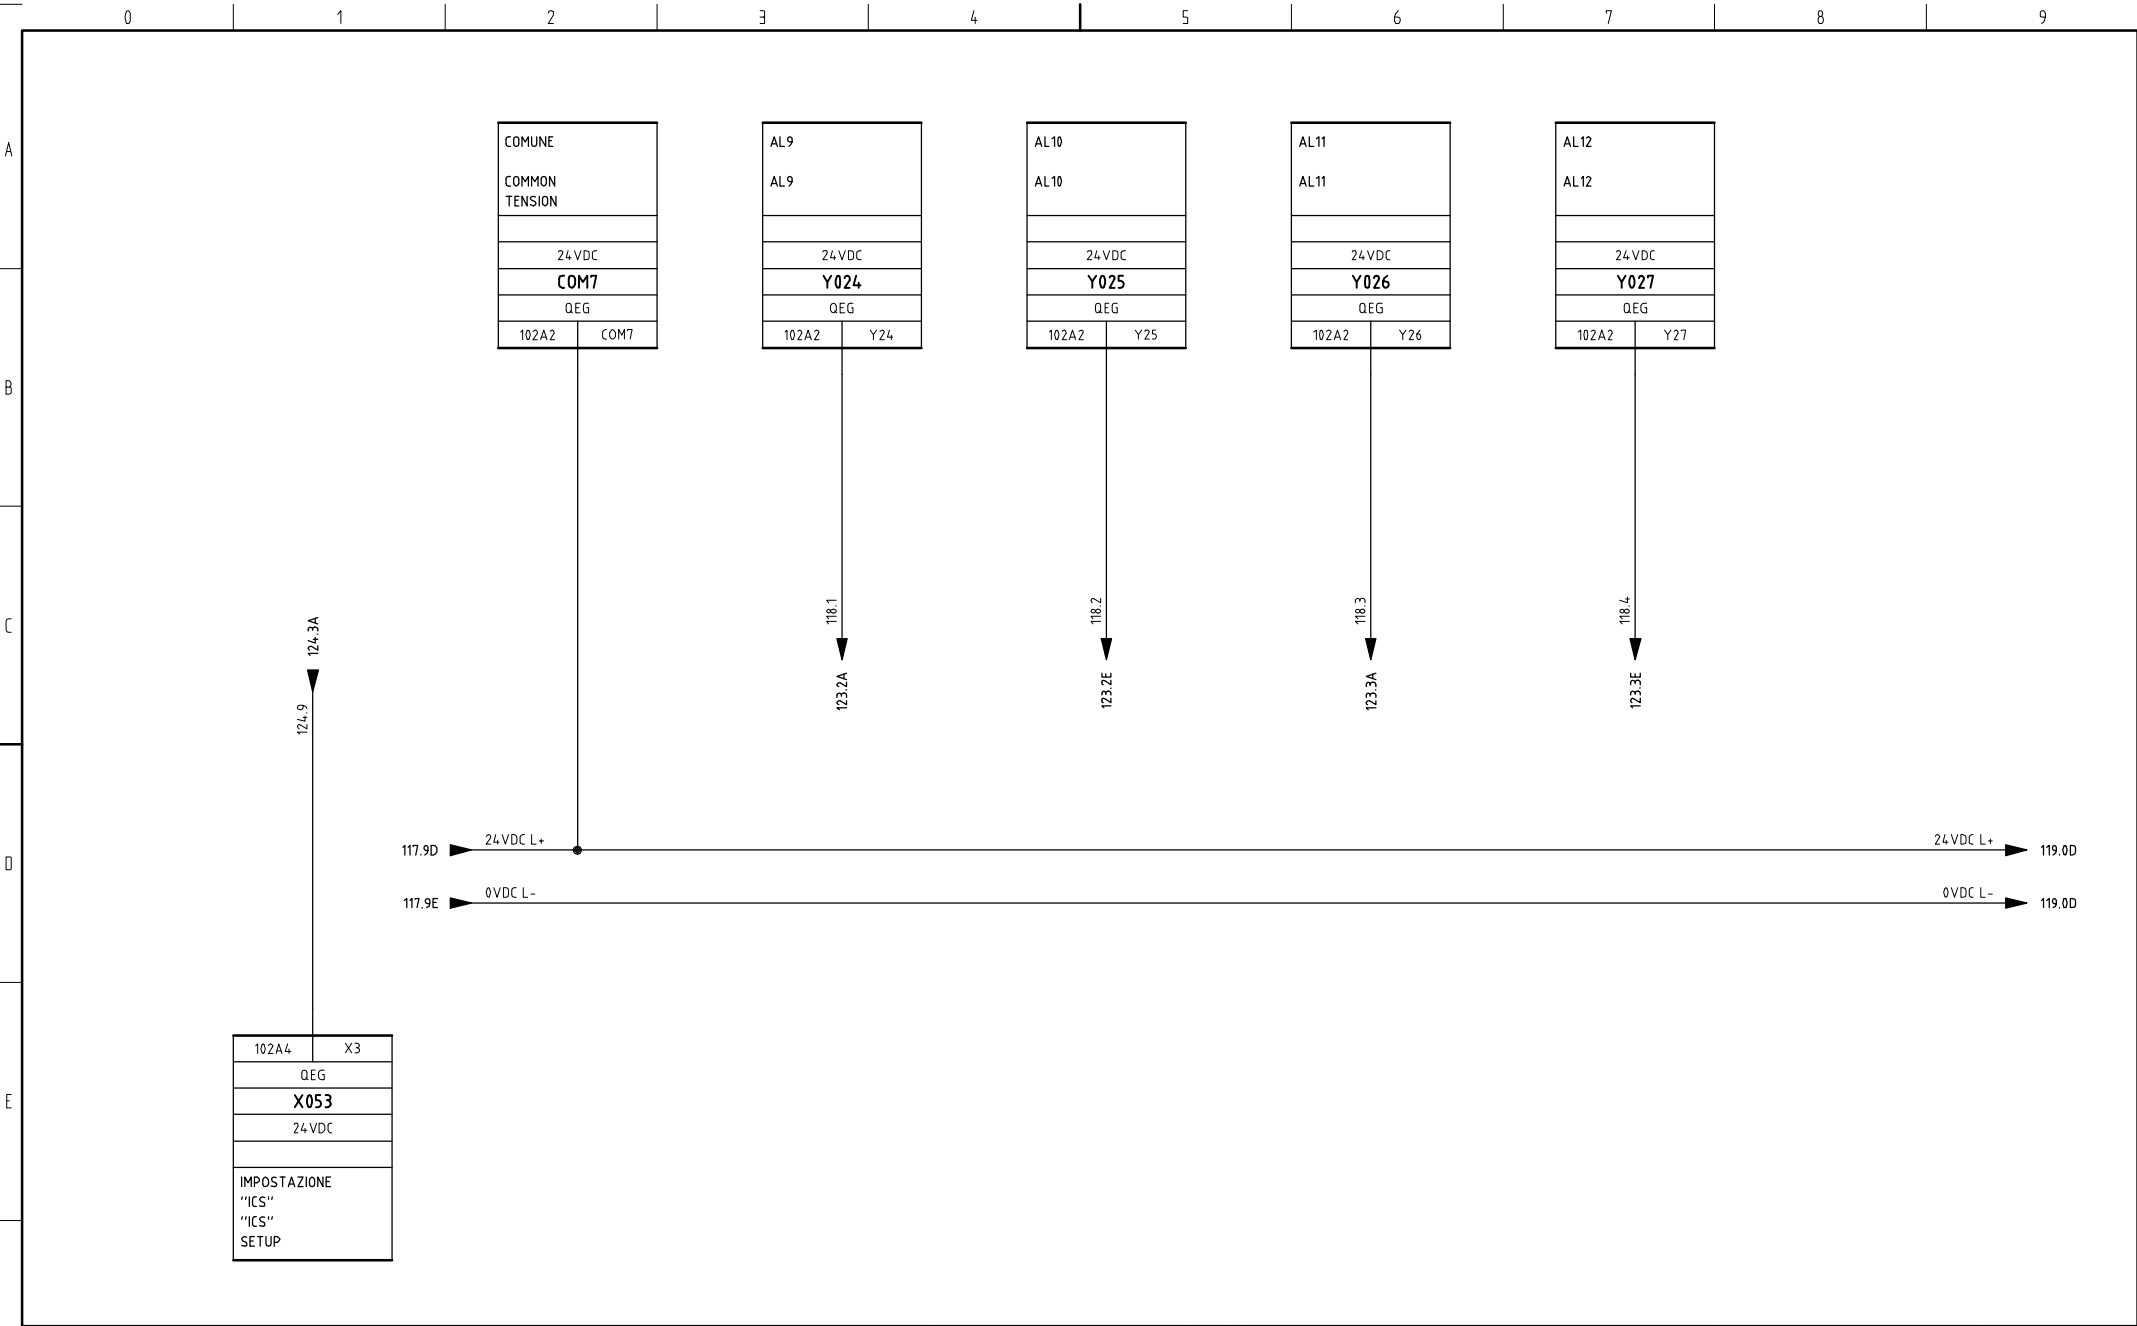 0 1 2 3 4 5 6 7 8 9
A
B
C
D
E
COMUNE
COMMON
TENSION
24VDC
COM7
QEG
102A2 COM7
AL9
AL9
24VDC
Y024
QEG
102A2 Y24
AL10
AL10
24VDC
Y025
QEG
102A2 Y25
AL11
AL11
24VDC
Y026
QEG
102A2 Y26
AL12
AL12
24VDC
Y027
QEG
102A2 Y27
118.1
123.2A
118.2
123.2E
118.3
123.3A
118.4
123.3E
124.3A
124.9
117.9D 24VDC L+ 24VDC L+ 119.0D
117.9E 0VDC L- 0VDC L- 119.0D
102A4 X3
QEG
X053
24VDC
IMPOSTAZIONE
"ICS"
"ICS"
SETUP